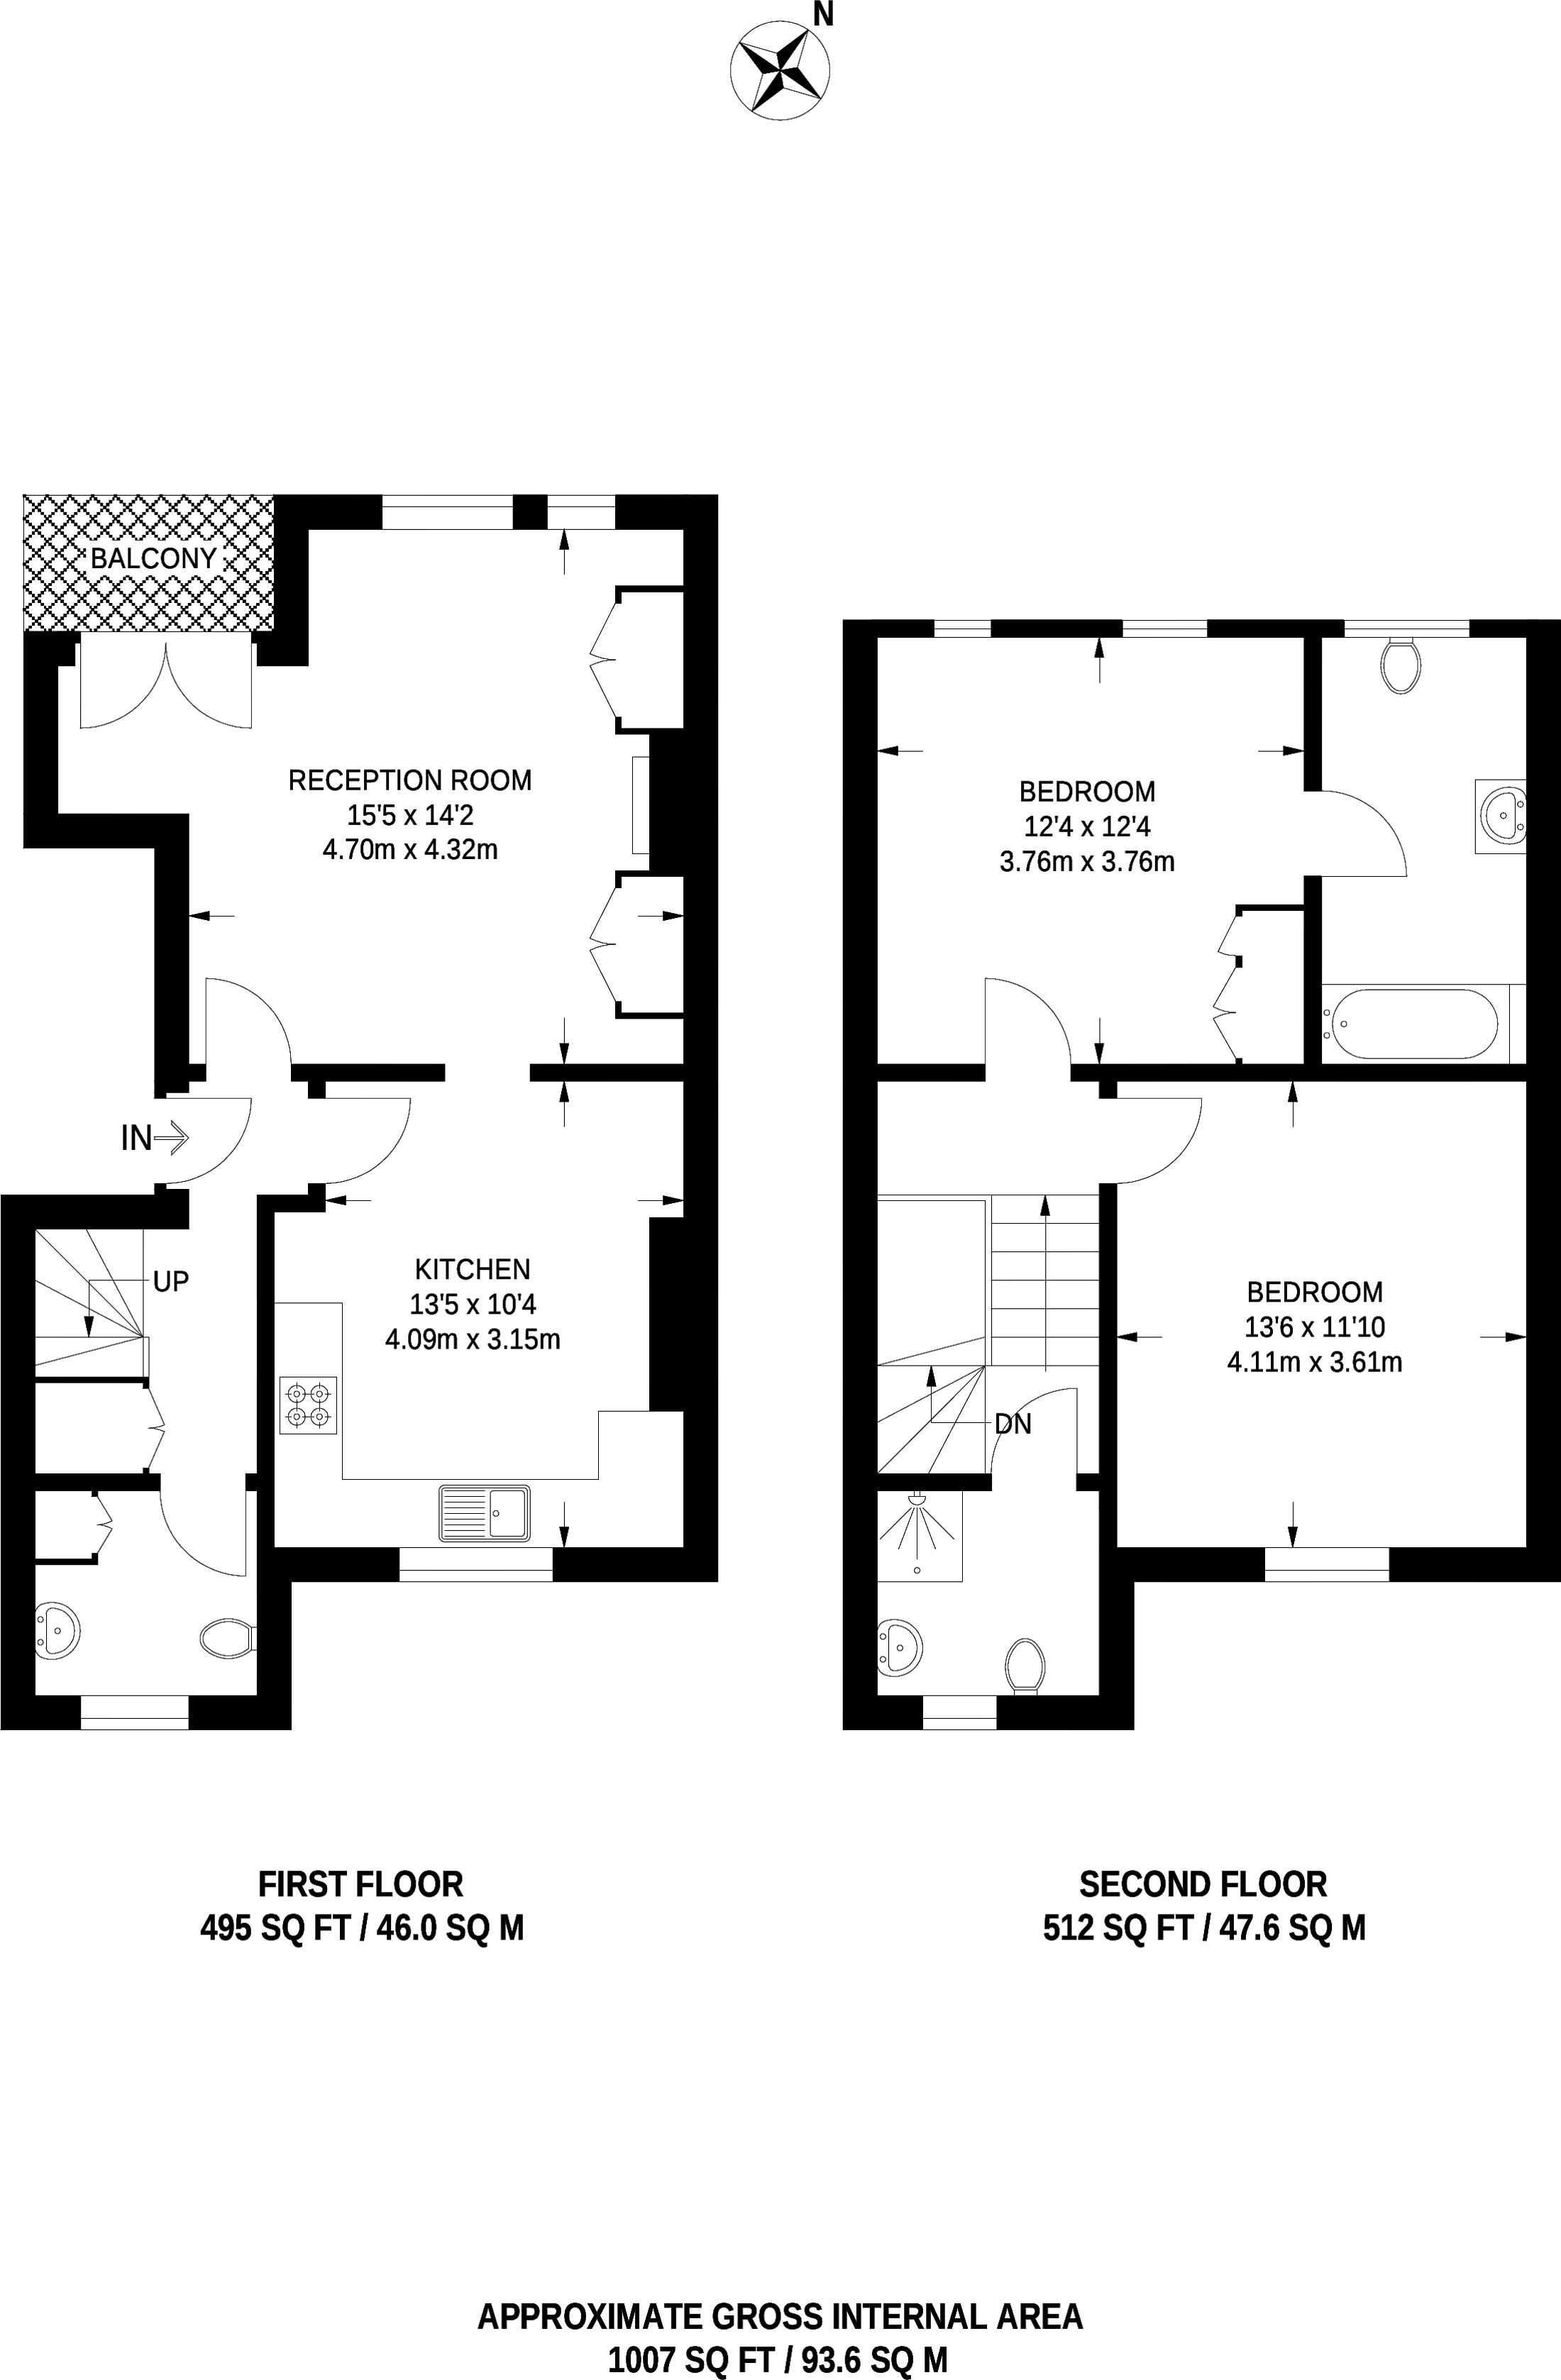 N
BALCONY
RECEPTION ROOM
15'5 x 14'2
4.70m x 4.32m
IN
UP
KITCHEN
13'5 x 10'4
4.09m x 3.15m
BEDROOM
12'4 x 12'4
3.76m x 3.76m
BEDROOM
13'6 x 11'10
4.11m x 3.61m
DN
FIRST FLOOR
495 SQ FT / 46.0 SQ M
SECOND FLOOR
512 SQ FT / 47.6 SQ M
APPROXIMATE GROSS INTERNAL AREA
1007 SQ FT / 93.6 SQ M